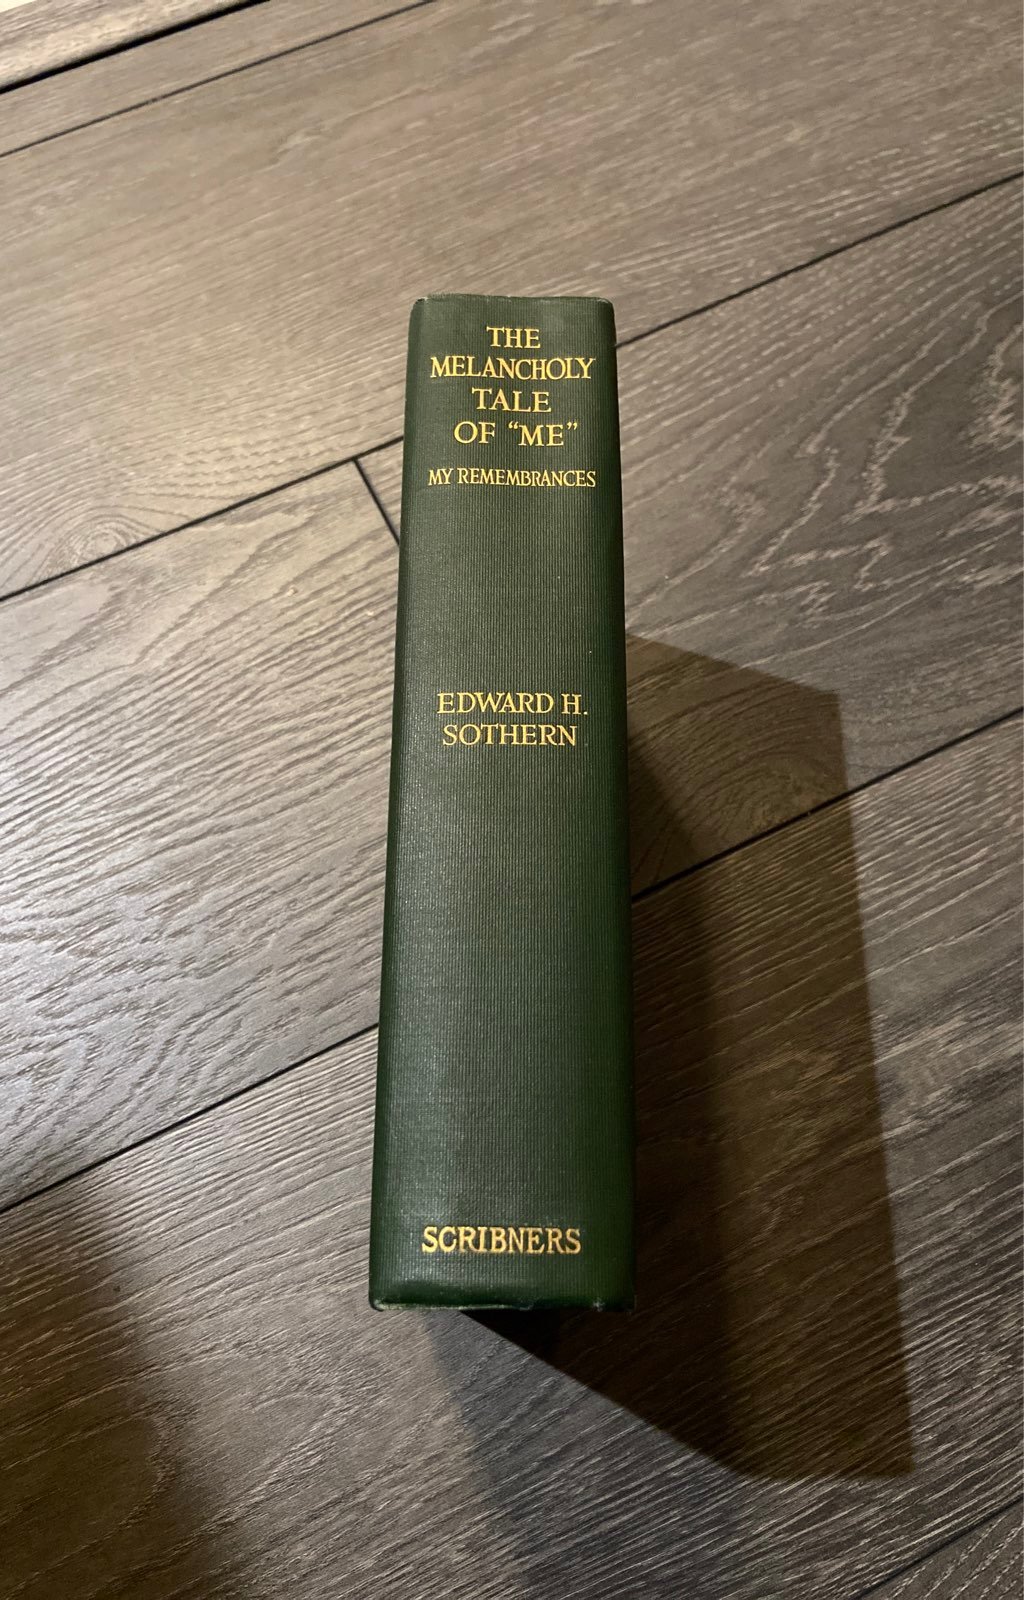 THE
MELANCHOLY
TALE
OF “ME”
MY REMEMBRANCES
EDWARD H.
SOTHERN
SCRIBNERS